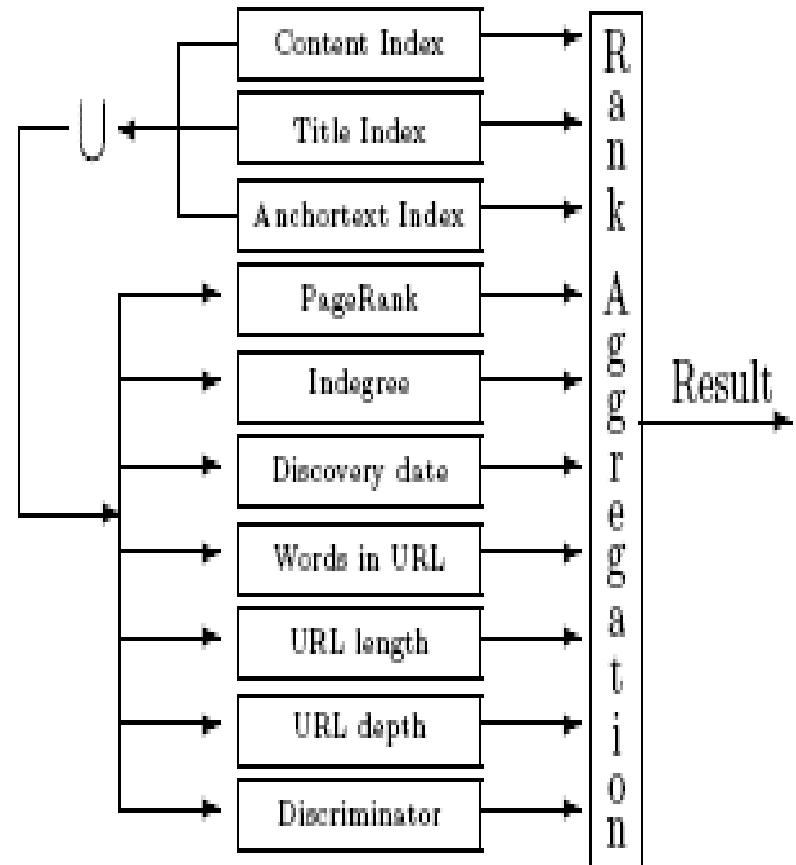 Content Index
Title Index
∪
Anchortext Index
PageRank
Indegree
Discovery date
Words in URL
URL length
URL depth
Discriminator
Rank Aggregation
Result